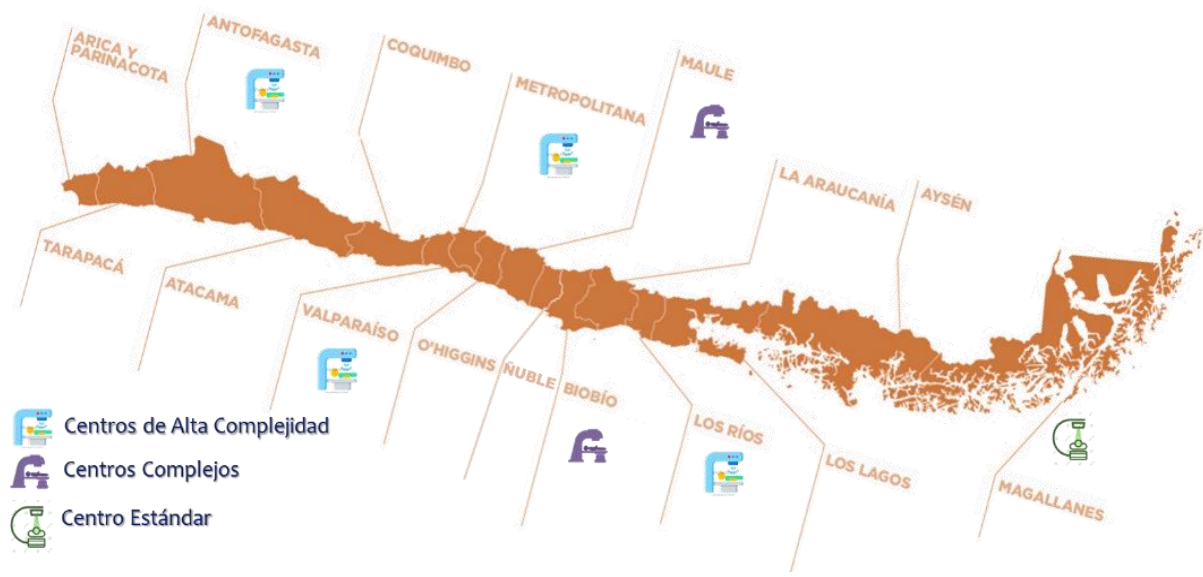 ARICA Y
PARINACOTA
ANTOFAGASTA
COQUIMBO
METROPOLITANA
MAULE
LA ARAUCANÍA
AYSÉN
TARAPACÁ
ATACAMA
VALPARAÍSO
O'HIGGINS
ÑUBLE
BIOBÍO
LOS RÍOS
LOS LAGOS
MAGALLANES
Centros de Alta Complejidad
Centros Complejos
Centro Estándar